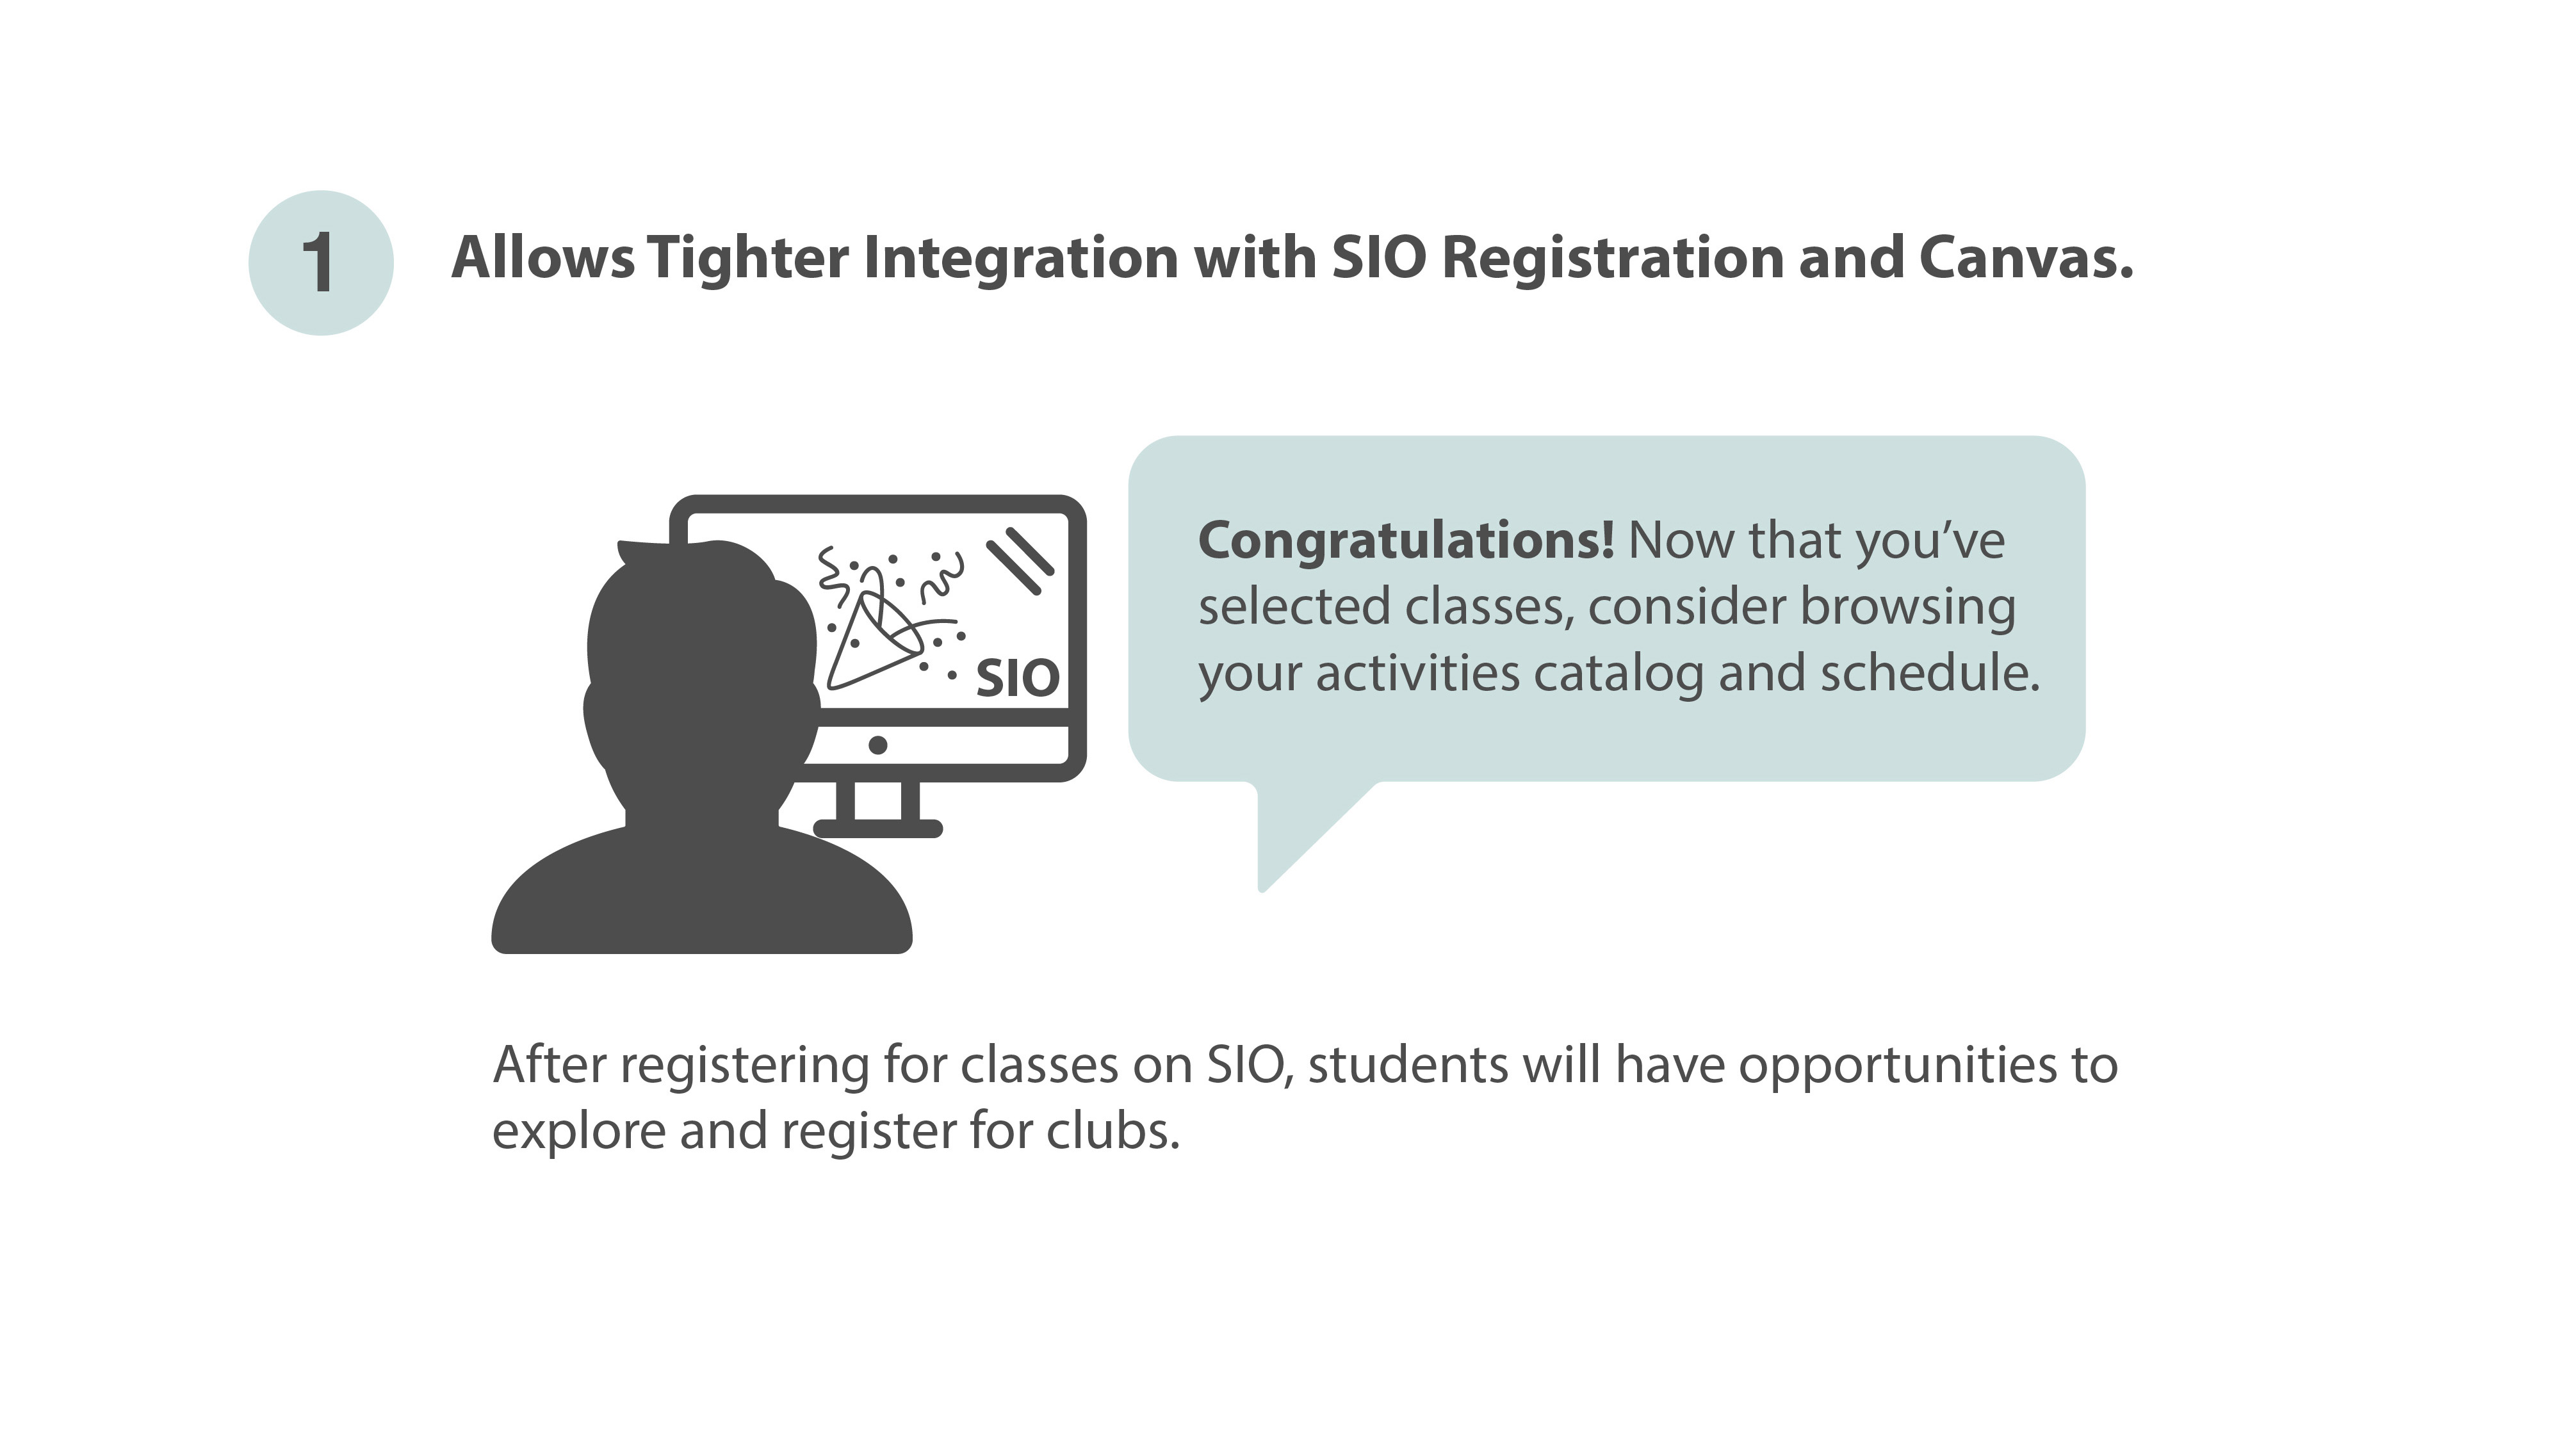 1
Allows Tighter Integration with SIO Registration and Canvas.
Congratulations! Now that you’ve
selected classes, consider browsing
your activities catalog and schedule.
SIO
After registering for classes on SIO, students will have opportunities to
explore and register for clubs.